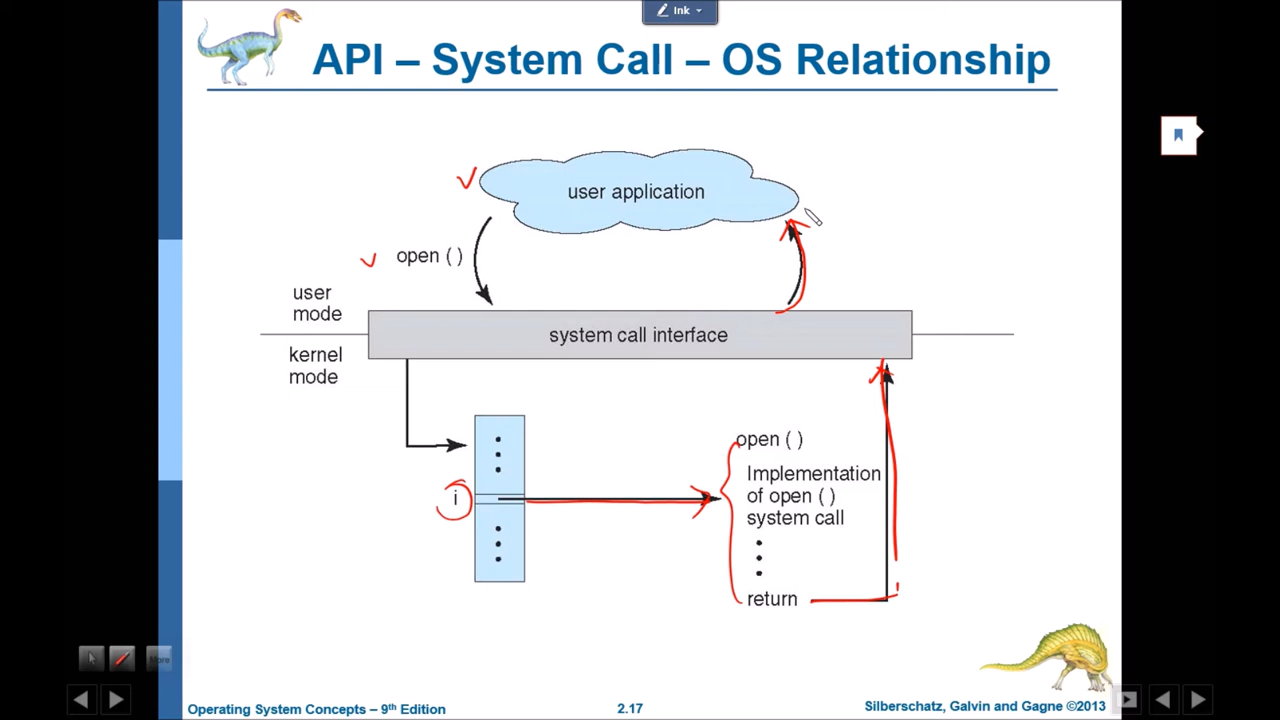 Ink
API – System Call – OS Relationship
user application
open ( )
user
mode
system call interface
kernel
mode
open ( )
Implementation
of open ( )
system call
i
return
More
Operating System Concepts – 9th Edition
2.17
Silberschatz, Galvin and Gagne ©2013